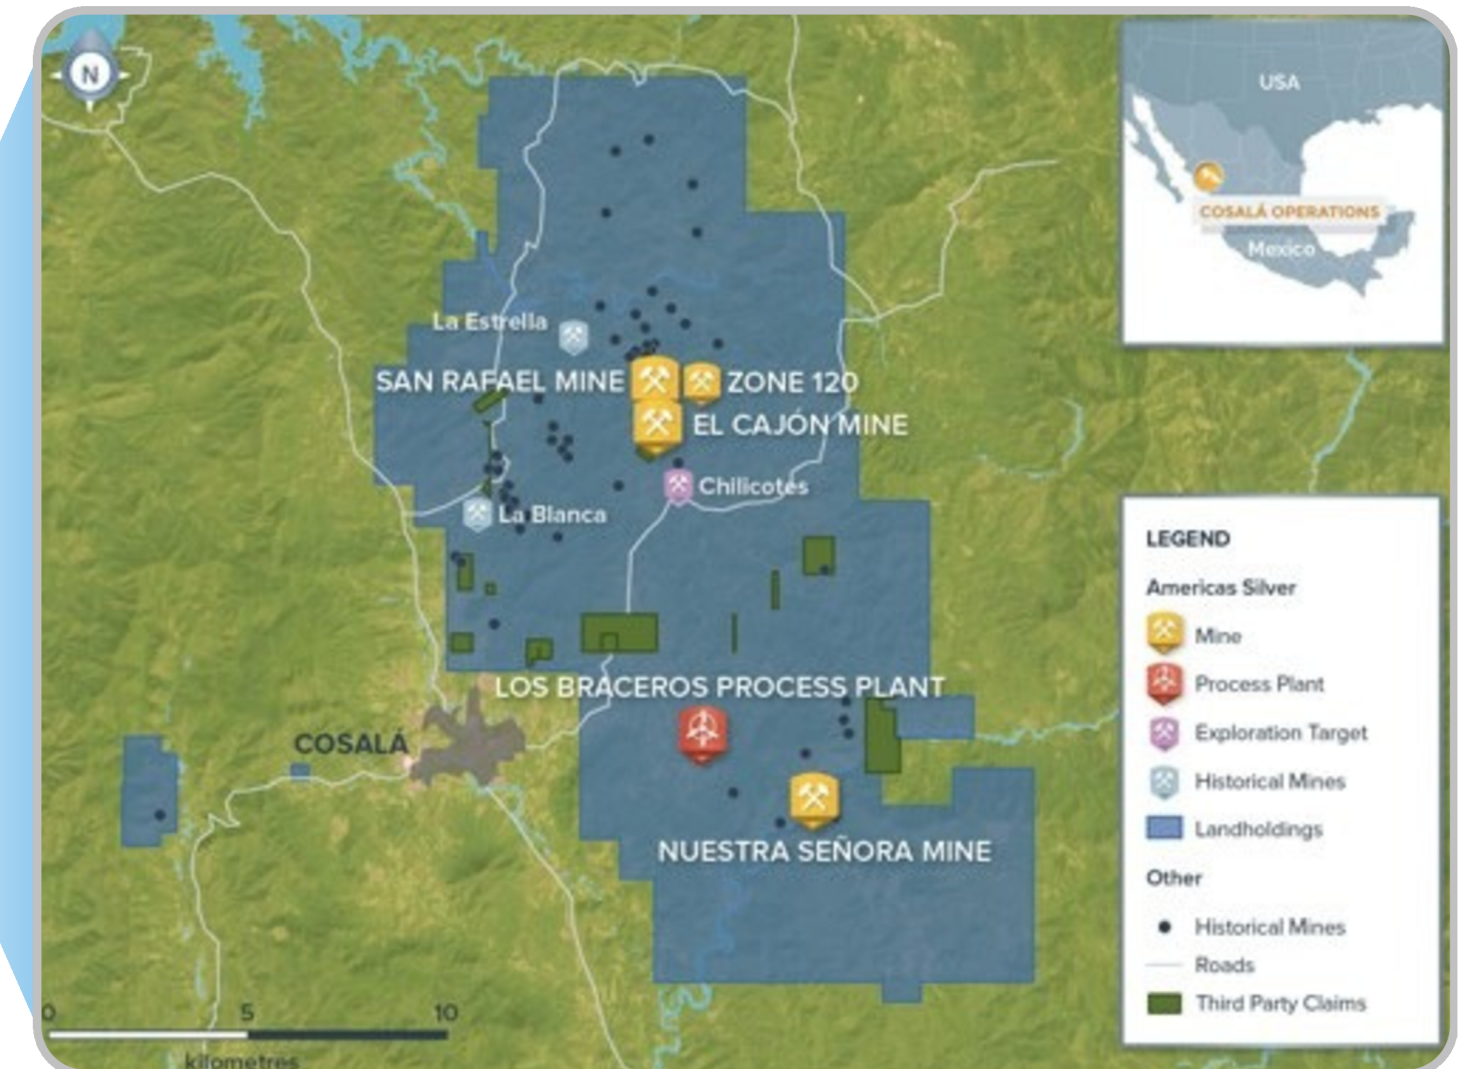 N
USA
COSALÁ OPERATIONS
Mexico
La Estrella
SAN RAFAEL MINE
ZONE 120
EL CAJÓN MINE
Chilicotes
La Blanca
LOS BRACEROS PROCESS PLANT
COSALÁ
NUESTRA SEÑORA MINE
LEGEND
Americas Silver
Mine
Process Plant
Exploration Target
Historical Mines
Landholdings
Other
Historical Mines
Roads
Third Party Claims
0 5 10
kilometres